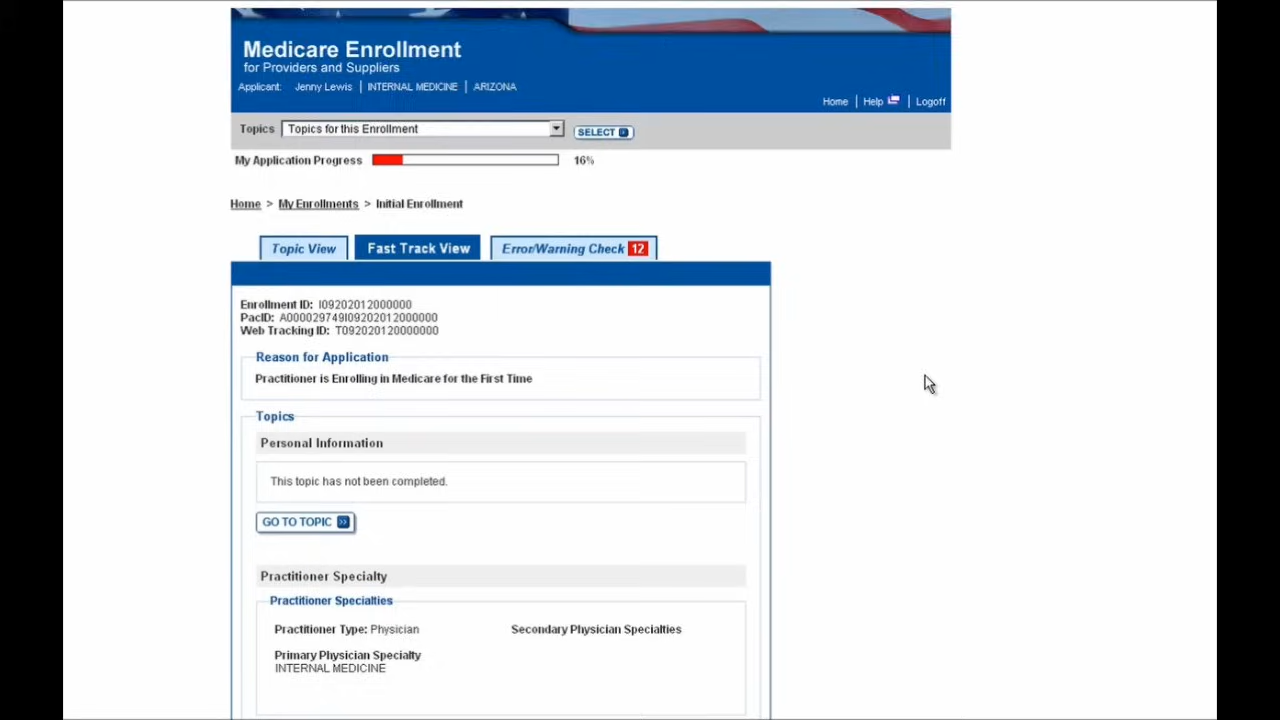 Medicare Enrollment
for Providers and Suppliers
Applicant: Jenny Lewis | INTERNAL MEDICINE | ARIZONA
Home | Help | Logoff
Topics Topics for this Enrollment SELECT
My Application Progress 16%
Home > My Enrollments > Initial Enrollment
Topic View Fast Track View Error/Warning Check 12
Enrollment ID: I09202012000000
PacID: A000029749I09202012000000
Web Tracking ID: T092020120000000
Reason for Application
Practitioner is Enrolling in Medicare for the First Time
Topics
Personal Information
This topic has not been completed.
GO TO TOPIC
Practitioner Specialty
Practitioner Specialties
Practitioner Type: Physician Secondary Physician Specialties
Primary Physician Specialty
INTERNAL MEDICINE